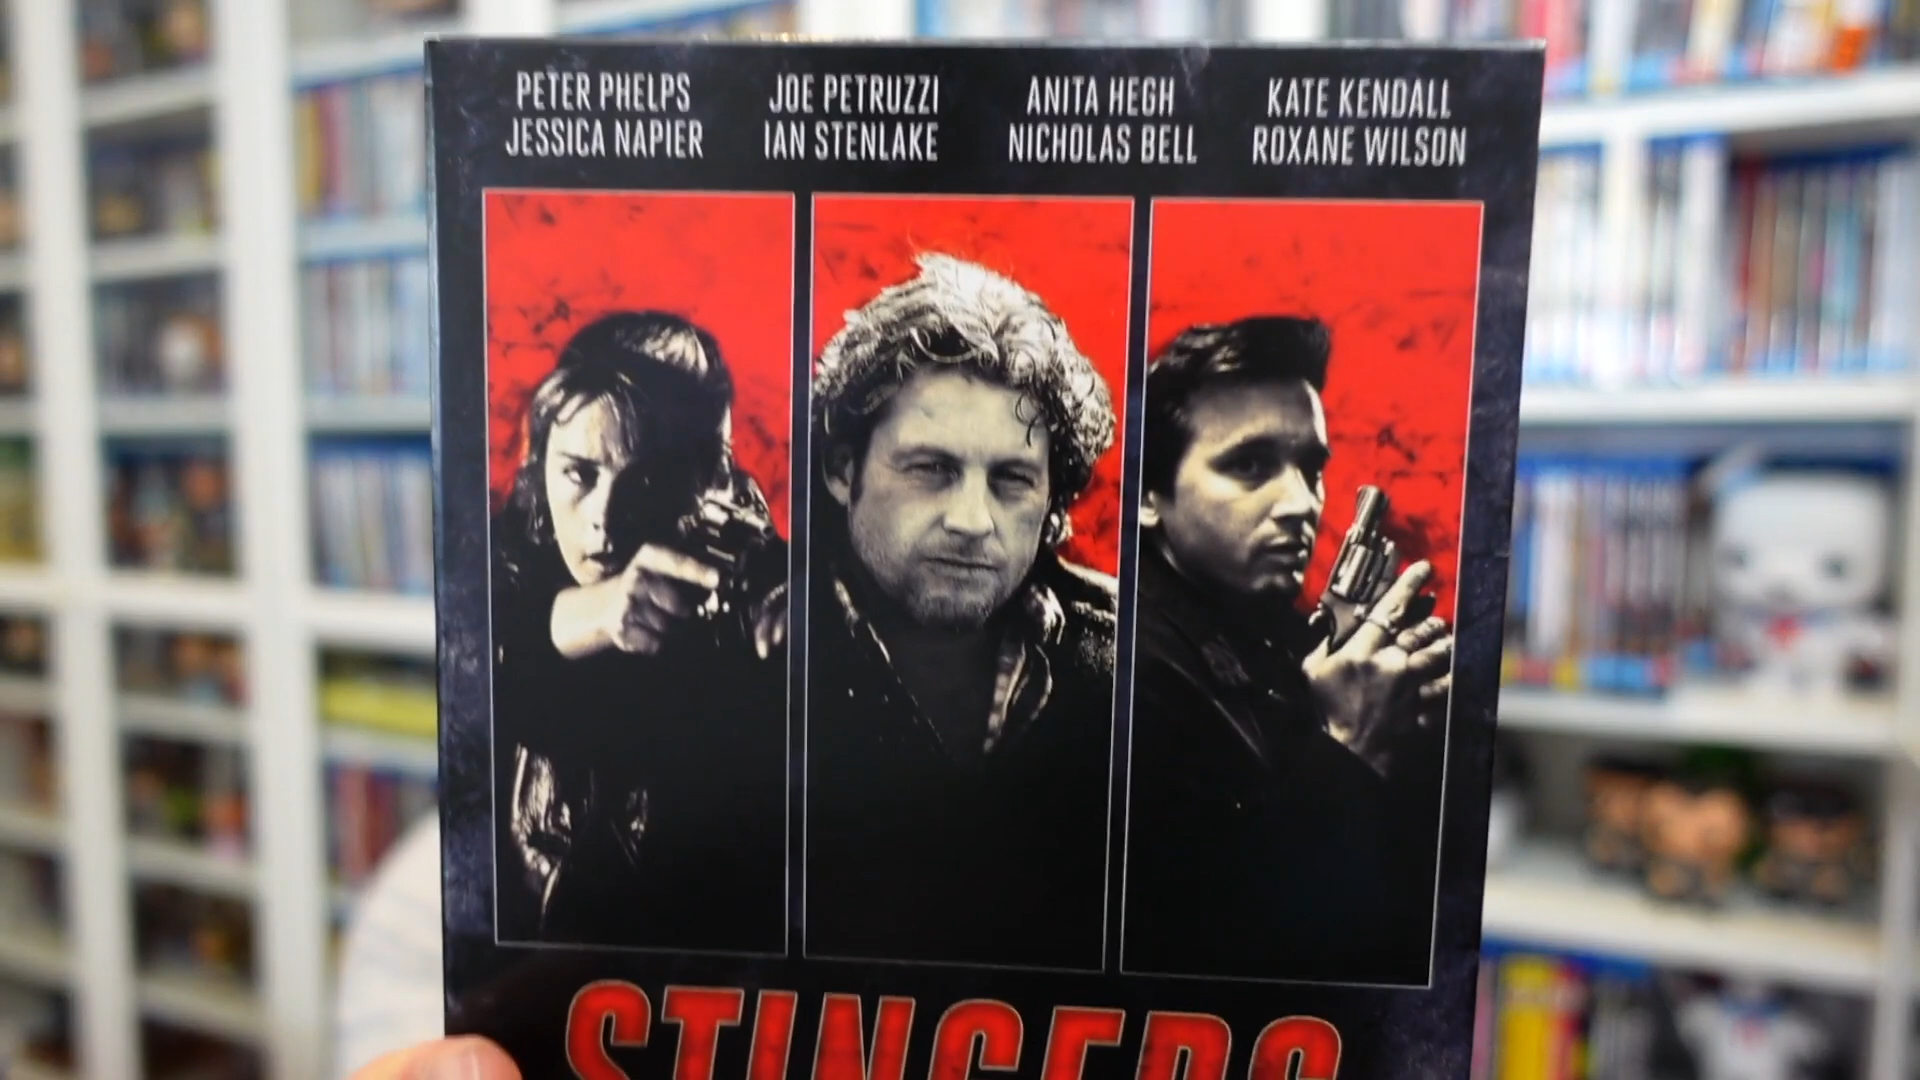 PETER PHELPS JOE PETRUZZI ANITA HEGH KATE KENDALL
JESSICA NAPIER IAN STENLAKE NICHOLAS BELL ROXANE WILSON
STINGERS